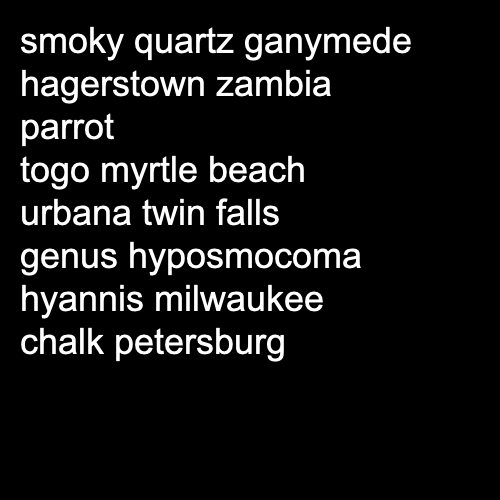 smoky quartz ganymede
hagerstown zambia
parrot
togo myrtle beach
urbana twin falls
genus hyposmocoma
hyannis milwaukee
chalk petersburg